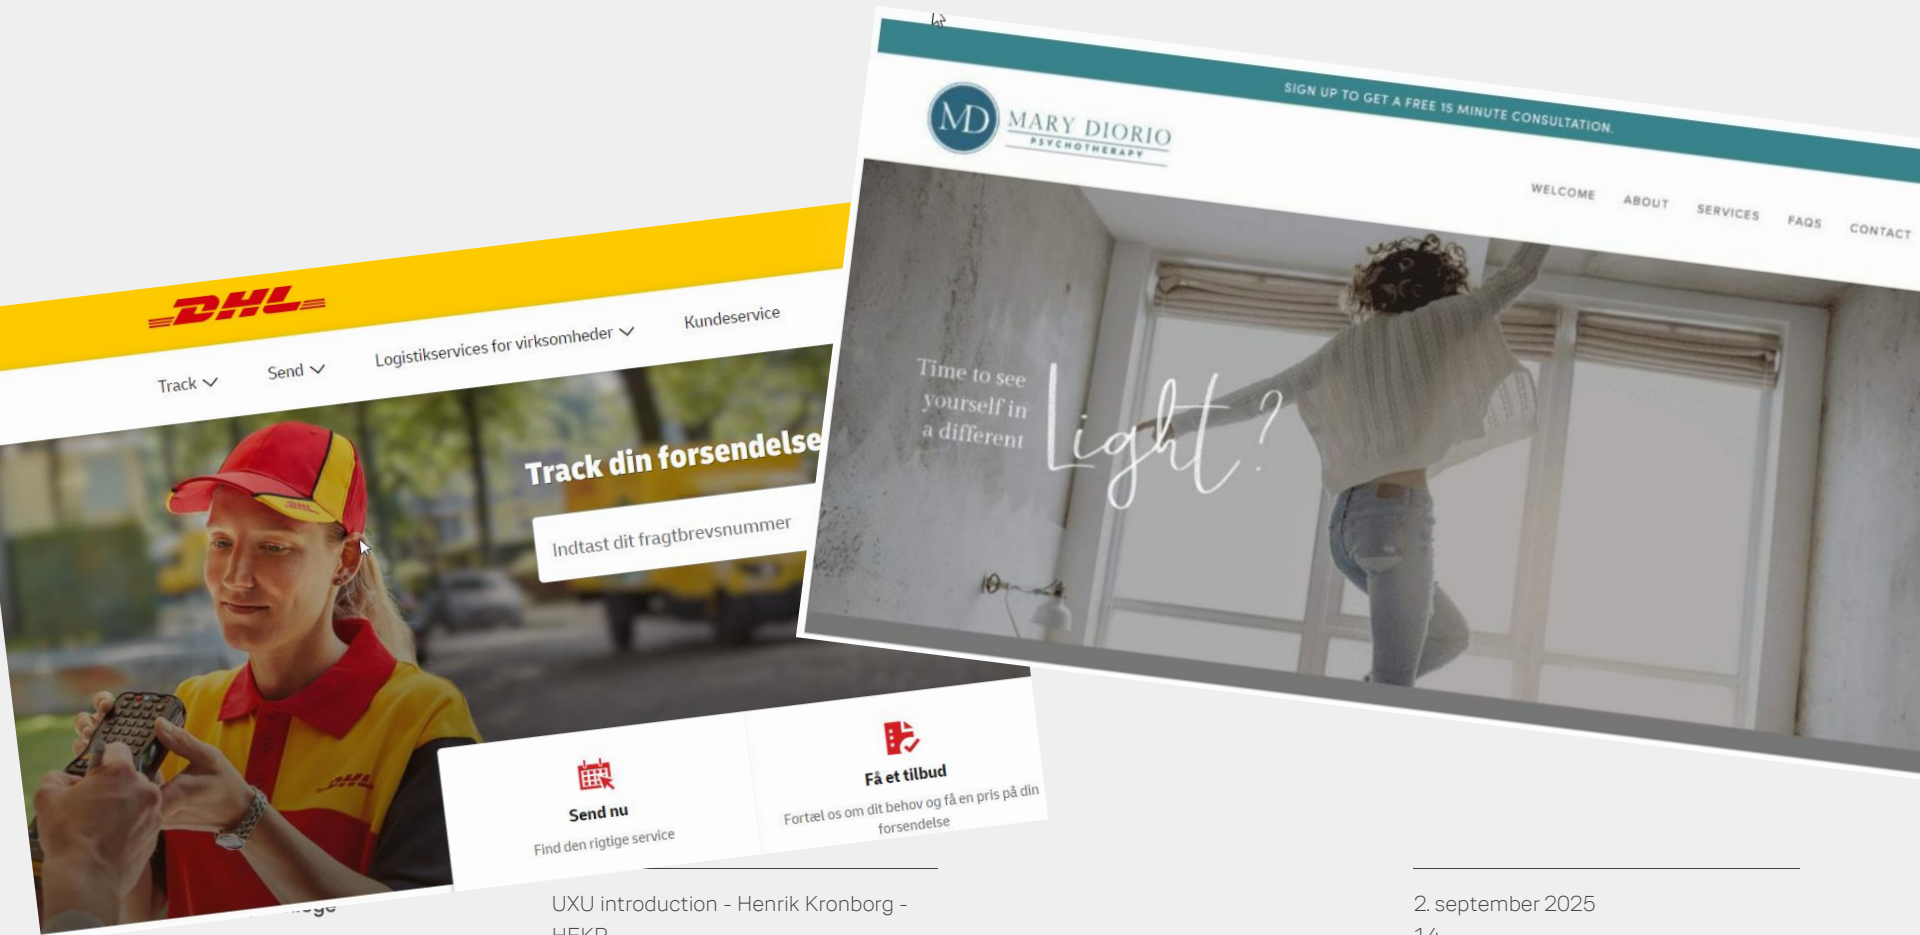 SIGN UP TO GET A FREE 15 MINUTE CONSULTATION.
MD
MARY DIORIO
PSYCHOTHERAPY
WELCOME ABOUT SERVICES FAQS CONTACT
Time to see
yourself in
a different
Light?
DHL
Track Send Logistikservices for virksomheder Kundeservice
Track din forsendelse
Indtast dit fragtbrevsnummer
DHL
DHL
Send nu
Find den rigtige service
Få et tilbud
Fortæl os om dit behov og få en pris på din
forsendelse
UXU introduction - Henrik Kronborg -
2. september 2025